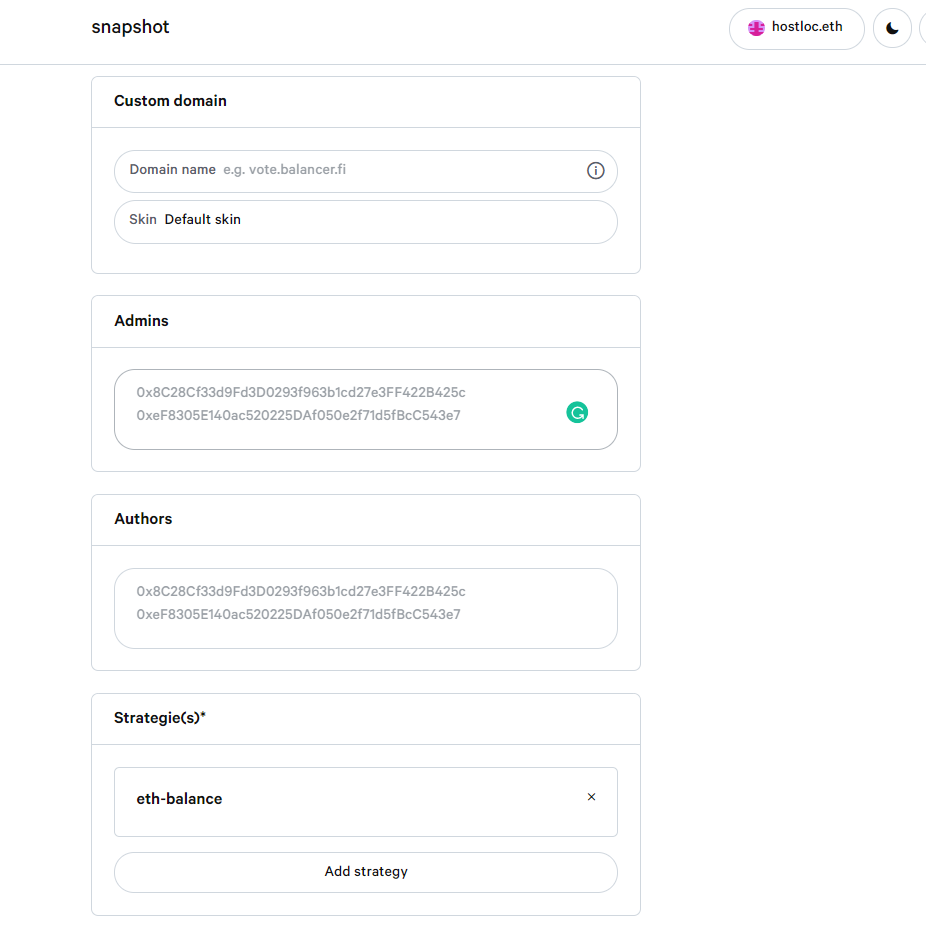 snapshot
hostloc.eth
Custom domain
Domain name e.g. vote.balancer.fi
Skin Default skin
Admins
0x8C28Cf33d9Fd3D0293f963b1cd27e3FF422B425c
0xeF8305E140ac520225DAf050e2f71d5fBcC543e7
Authors
0x8C28Cf33d9Fd3D0293f963b1cd27e3FF422B425c
0xeF8305E140ac520225DAf050e2f71d5fBcC543e7
Strategie(s)*
eth-balance
Add strategy